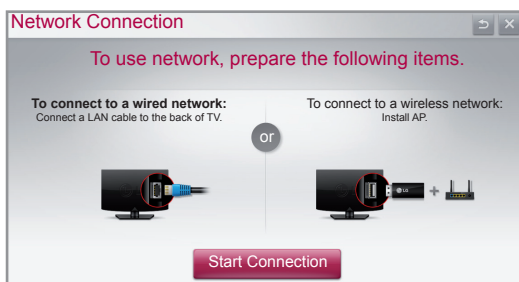 Network Connection
To use network, prepare the following items.
To connect to a wired network:
Connect a LAN cable to the back of TV.
or
To connect to a wireless network:
Install AP.
LG
+
Start Connection